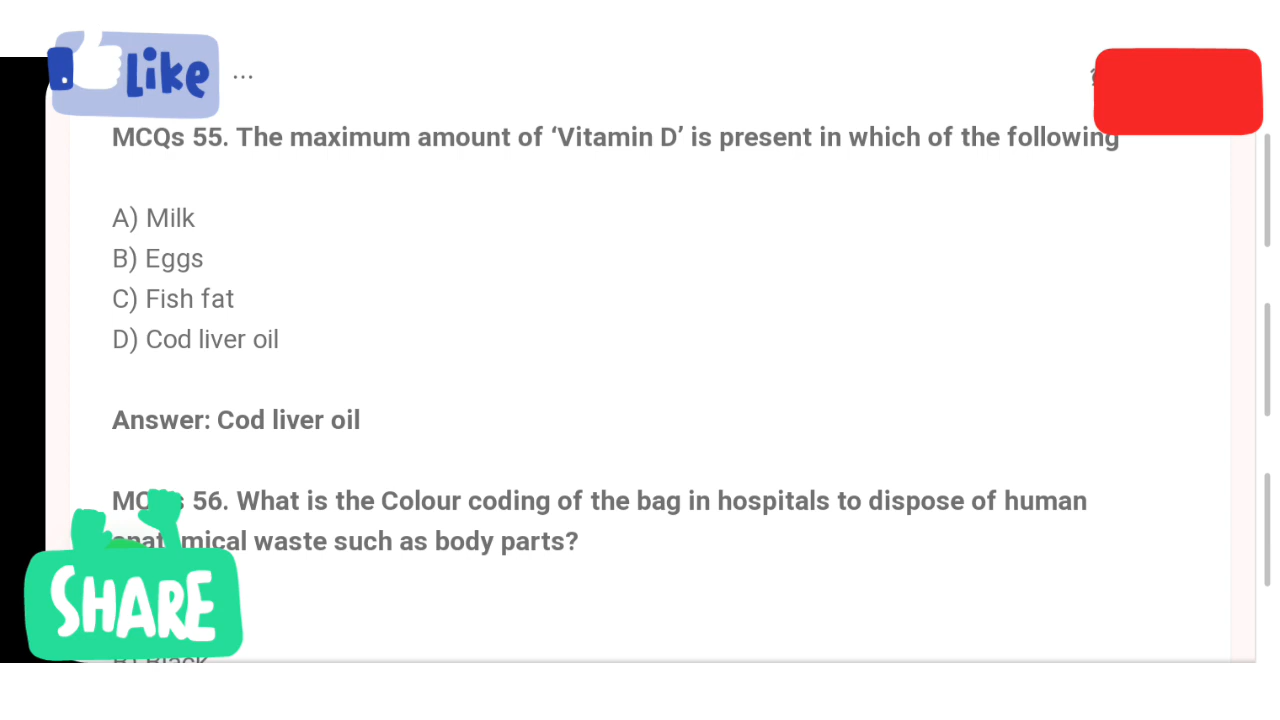 Like ...
MCQs 55. The maximum amount of ‘Vitamin D’ is present in which of the following
A) Milk
B) Eggs
C) Fish fat
D) Cod liver oil
Answer: Cod liver oil
56. What is the Colour coding of the bag in hospitals to dispose of human
waste such as body parts?
SHARE
B) Black